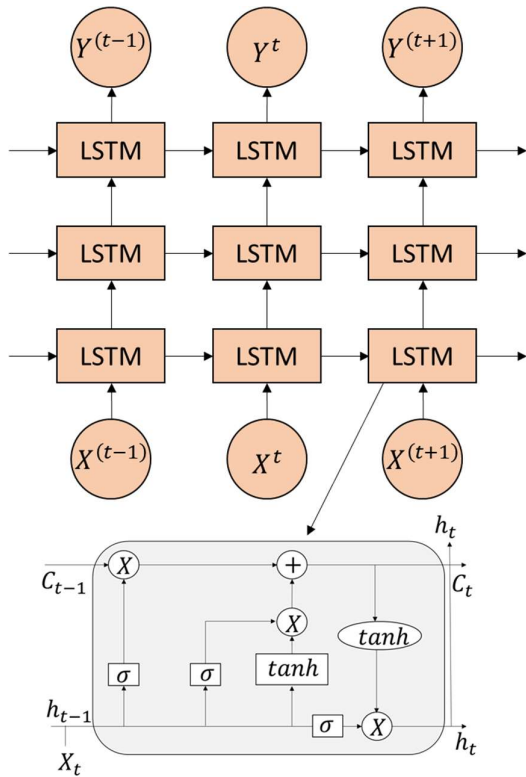 Y^(t−1) Y^t Y^(t+1)
LSTM LSTM LSTM
LSTM LSTM LSTM
LSTM LSTM LSTM
X^(t−1) X^t X^(t+1)
h_t
X +
C_{t−1} C_t
X tanh
σ σ tanh
h_{t−1} σ X h_t
X_t